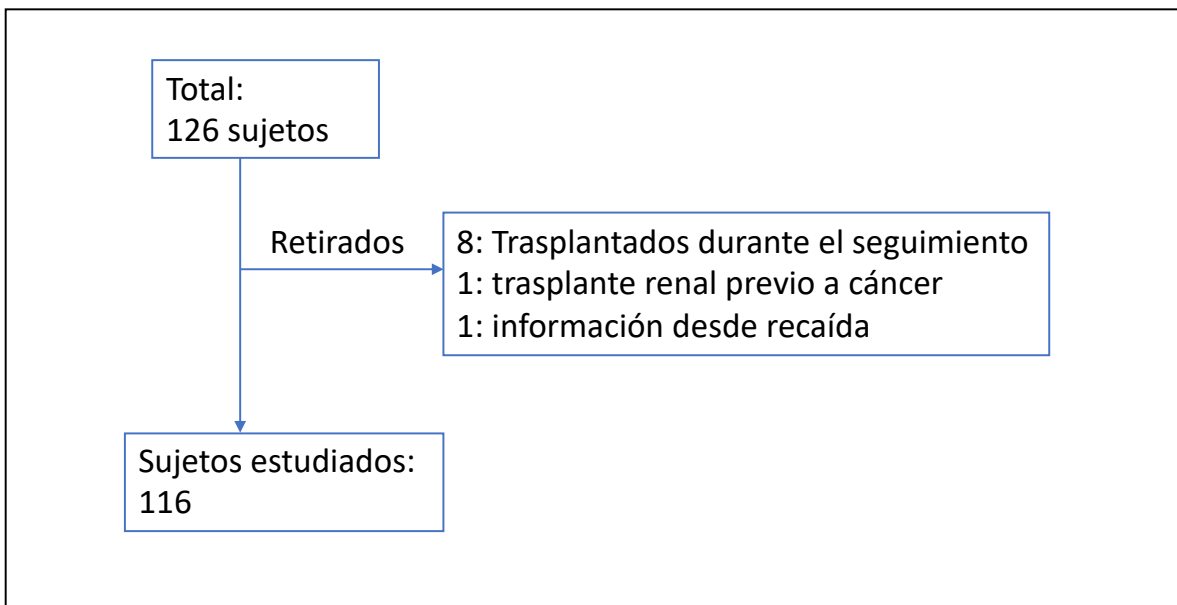 Total:
126 sujetos
Retirados
8: Trasplantados durante el seguimiento
1: trasplante renal previo a cáncer
1: información desde recaída
Sujetos estudiados:
116